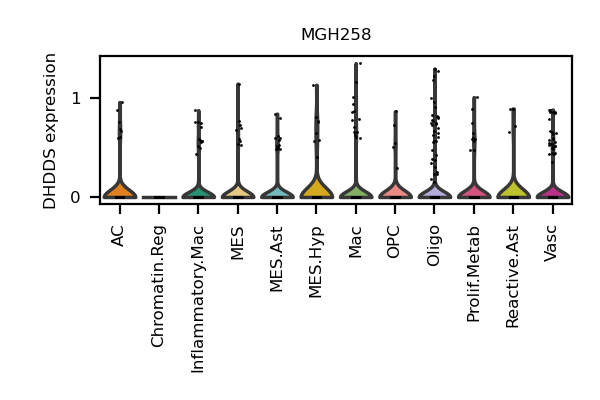 MGH258
DHDDS expression
1
0
AC
Chromatin.Reg
Inflammatory.Mac
MES
MES.Ast
MES.Hyp
Mac
OPC
Oligo
Prolif.Metab
Reactive.Ast
Vasc